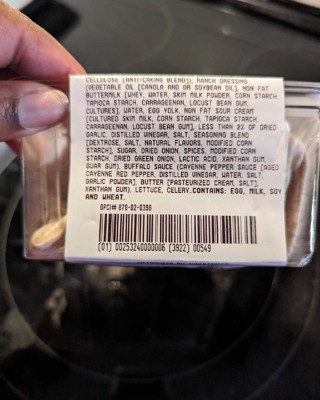 CELLULOSE [ANTI-CAKING BLEND]), RANCH DRESSING
(VEGETABLE OIL [CANOLA AND OR SOYBEAN OIL], NON FAT
BUTTERMILK [WHEY, WATER, SKIM MILK POWDER, CORN STARCH,
TAPIOCA STARCH, CARRAGEENAN, LOCUST BEAN GUM,
CULTURES], WATER, EGG YOLK, NON FAT SOUR CREAM
[CULTURED SKIM MILK, CORN STARCH, TAPIOCA STARCH,
CARRAGEENAN, LOCUST BEAN GUM], LESS THAN 2% OF DRIED
GARLIC, DISTILLED VINEGAR, SALT, SEASONING BLEND
[DEXTROSE, SALT, NATURAL FLAVORS, MODIFIED CORN
STARCH], SUGAR, DRIED ONION, SPICES, MODIFIED CORN
STARCH, DRIED GREEN ONION, LACTIC ACID, XANTHAN GUM,
GUAR GUM), BUFFALO SAUCE (CAYENNE PEPPER SAUCE [AGED
CAYENNE RED PEPPER, DISTILLED VINEGAR, WATER, SALT,
GARLIC POWDER], BUTTER [PASTEURIZED CREAM, SALT],
XANTHAN GUM), LETTUCE, CELERY.CONTAINS: EGG, MILK, SOY
AND WHEAT.
DPCI# 878-02-0398
(01) 00253240000006 (3922) 00549